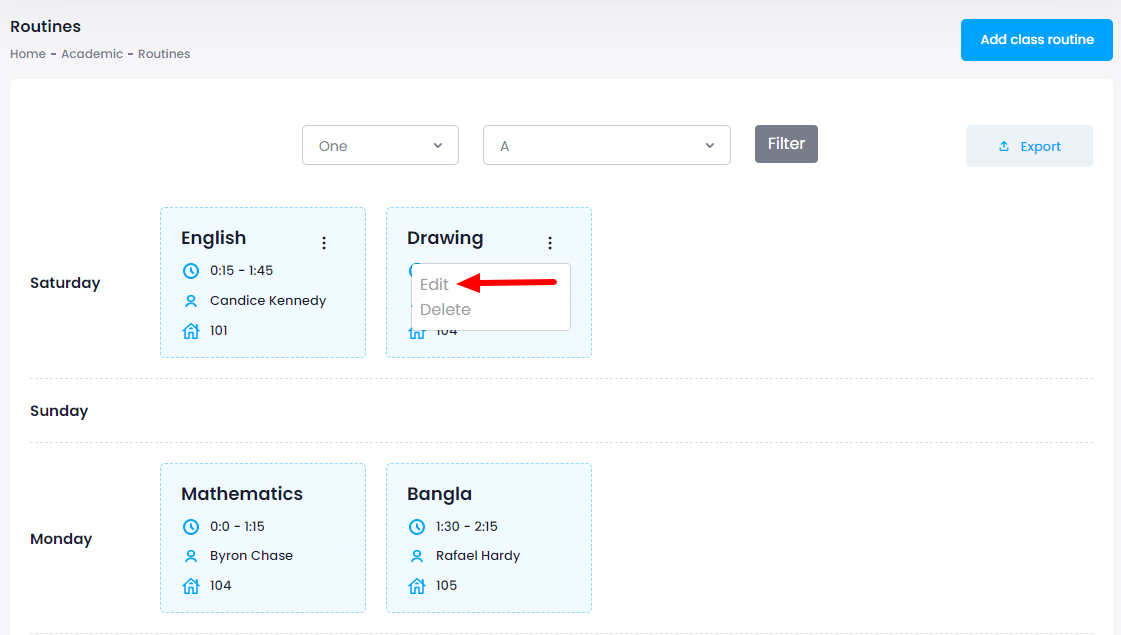 Routines
Home - Academic - Routines
Add class routine
One
A
Filter
Export
Saturday
English
0:15 - 1:45
Candice Kennedy
101
Drawing
Edit
Delete
104
Sunday
Monday
Mathematics
0:0 - 1:15
Byron Chase
104
Bangla
1:30 - 2:15
Rafael Hardy
105